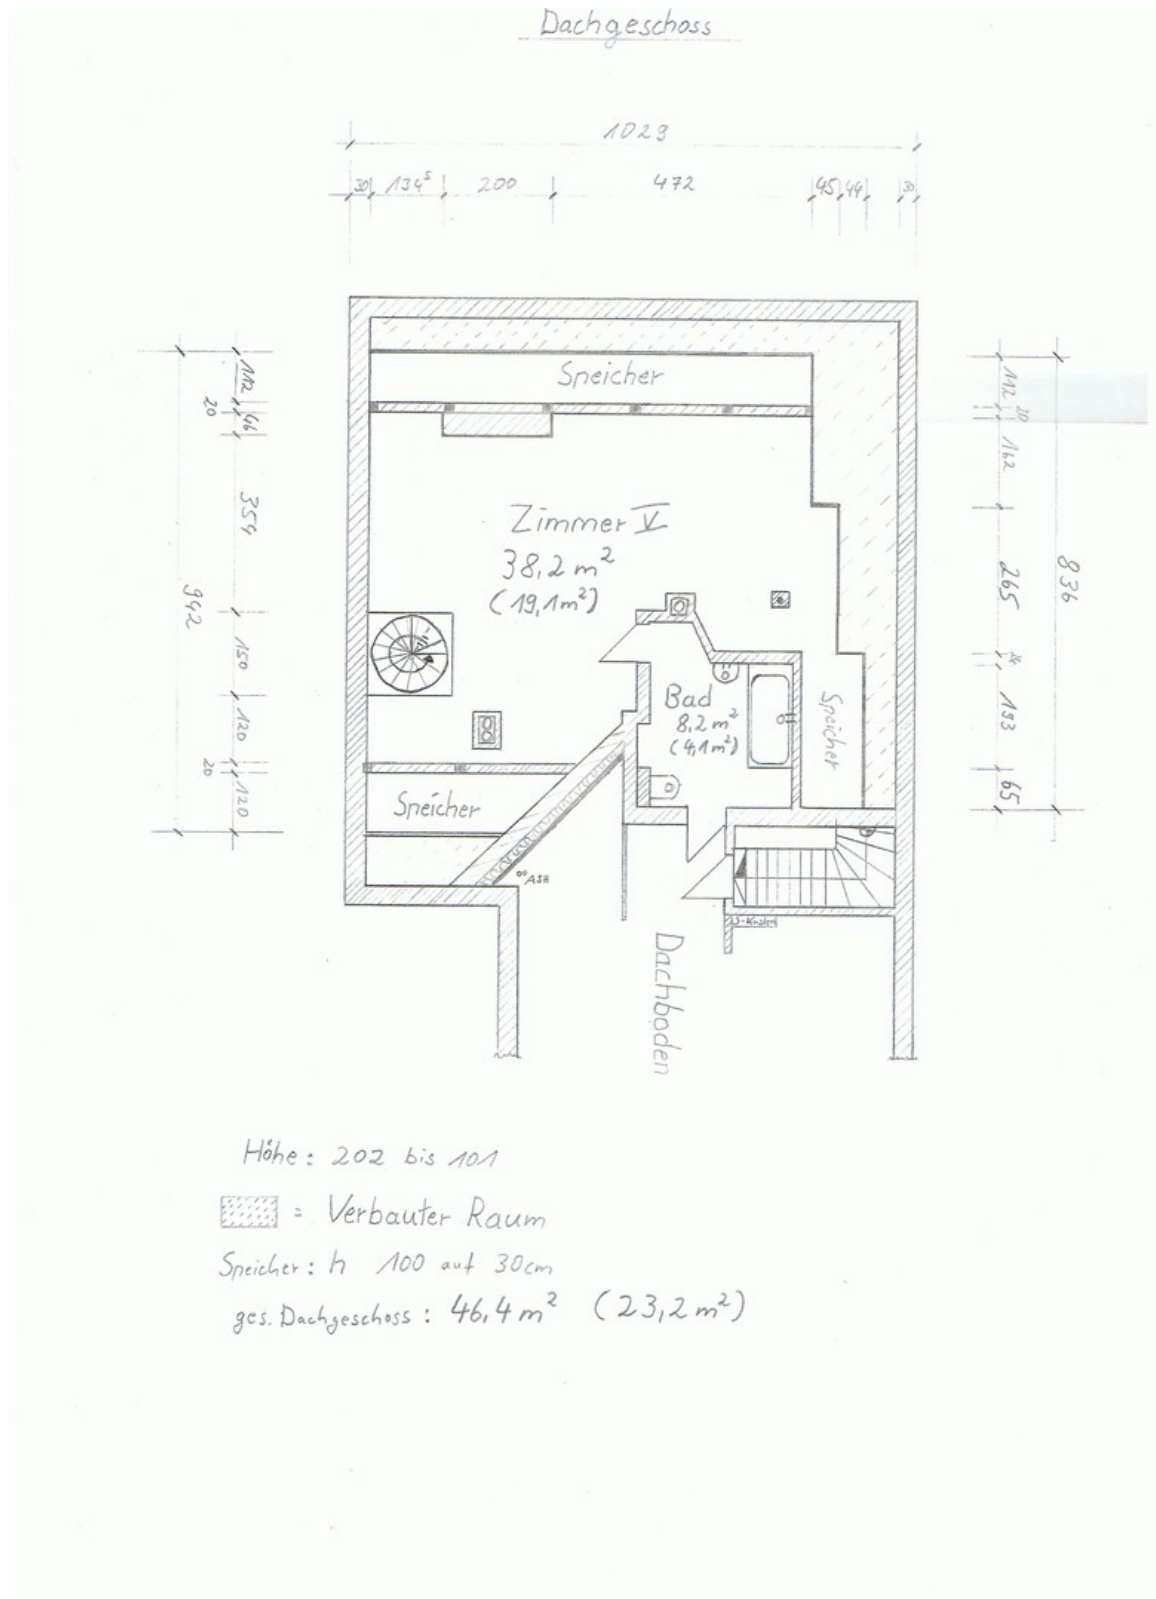 Dachgeschoss
1029
30 134⁵ 200 472 45 44 30
Speicher
112
20
46
354
942
150
120
20
120
112
20
162
265
836
193
65
Zimmer V
38,2 m²
(19,1 m²)
Bad
8,2 m²
(4,1 m²)
Speicher
Speicher
ASH
S-Kasten
Dachboden
Höhe: 202 bis 101
= Verbauter Raum
Speicher: h 100 auf 30cm
ges. Dachgeschoss: 46,4 m² (23,2 m²)